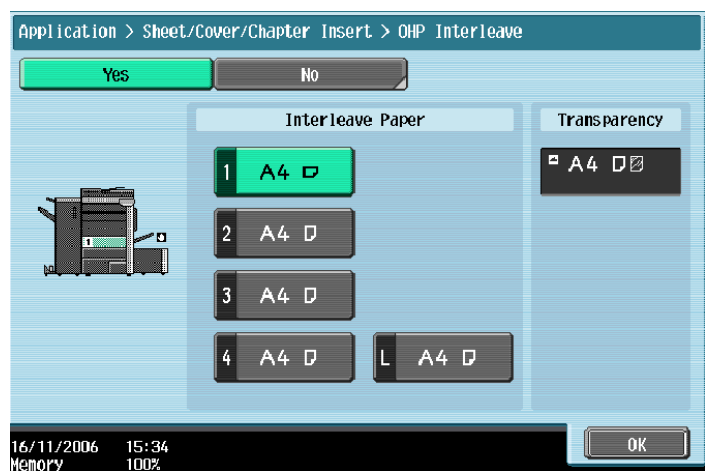 Application > Sheet/Cover/Chapter Insert > OHP Interleave
Yes No
Interleave Paper Transparency
1 A4 A4
2 A4
3 A4
4 A4 L A4
1
OK
16/11/2006 15:34
Memory 100%